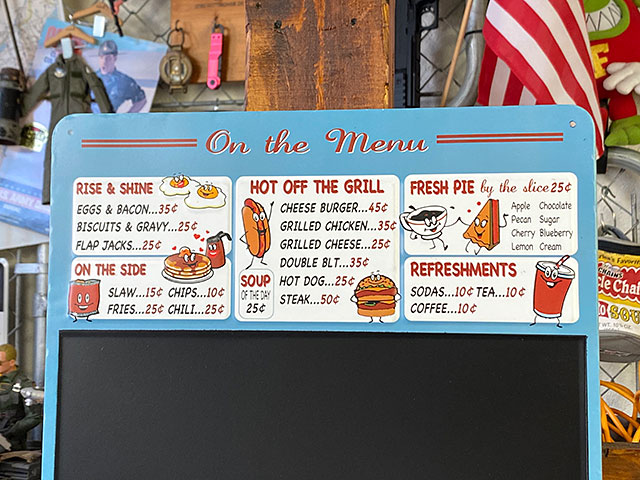 On the Menu
RISE & SHINE
EGGS & BACON...35¢
BISCUITS & GRAVY...25¢
FLAP JACKS...25¢
ON THE SIDE
SLAW...15¢ CHIPS...10¢
FRIES...25¢ CHILI...25¢
HOT OFF THE GRILL
CHEESE BURGER...45¢
GRILLED CHICKEN...35¢
GRILLED CHEESE...25¢
DOUBLE BLT...35¢
HOT DOG...25¢
STEAK...50¢
SOUP
OF THE DAY
25¢
FRESH PIE by the slice 25¢
Apple Chocolate
Pecan Sugar
Cherry Blueberry
Lemon Cream
REFRESHMENTS
SODAS...10¢ TEA...10¢
COFFEE...10¢